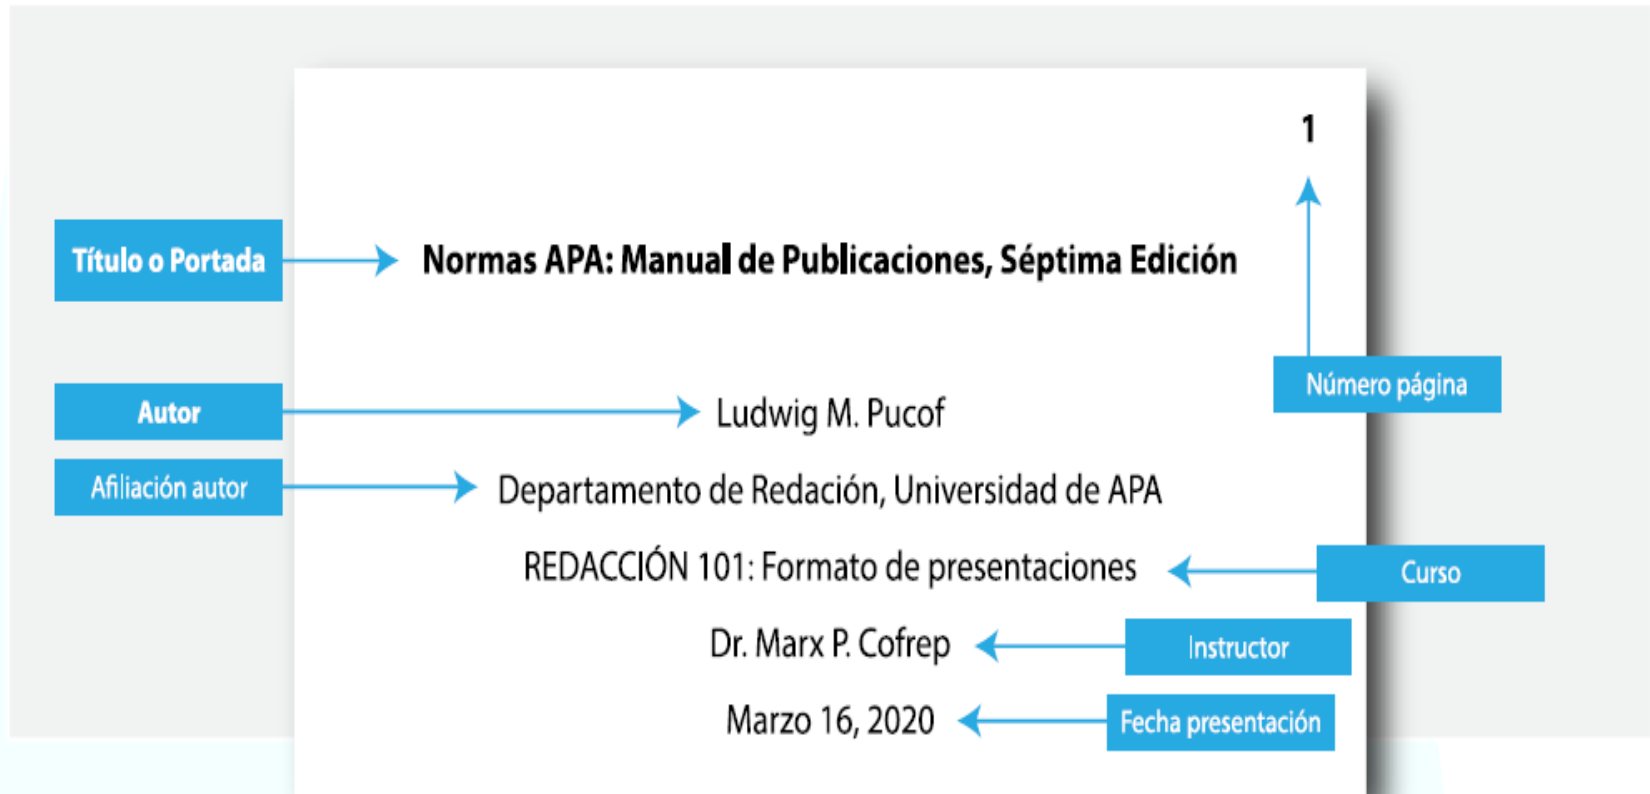 1
Título o Portada
Normas APA: Manual de Publicaciones, Séptima Edición
Número página
Autor
Ludwig M. Pucof
Afiliación autor
Departamento de Redación, Universidad de APA
REDACCIÓN 101: Formato de presentaciones
Curso
Dr. Marx P. Cofrep
Instructor
Marzo 16, 2020
Fecha presentación